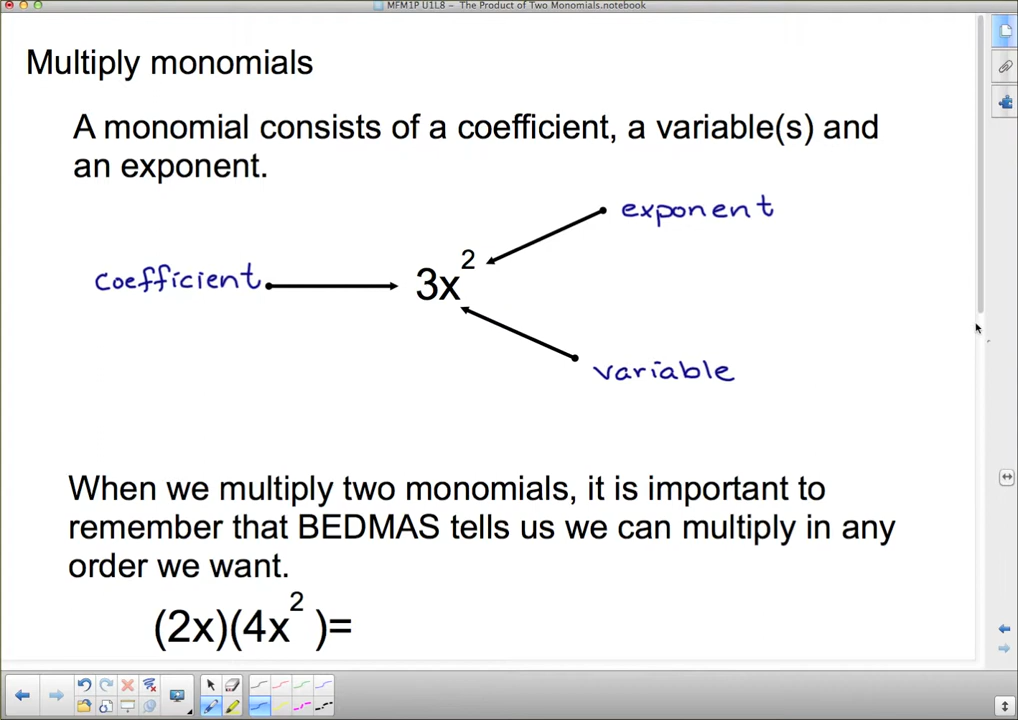 MFM1P U1L8 – The Product of Two Monomials.notebook
Multiply monomials
A monomial consists of a coefficient, a variable(s) and
an exponent.
exponent
coefficient
3x²
variable
When we multiply two monomials, it is important to
remember that BEDMAS tells us we can multiply in any
order we want.
(2x)(4x² )=